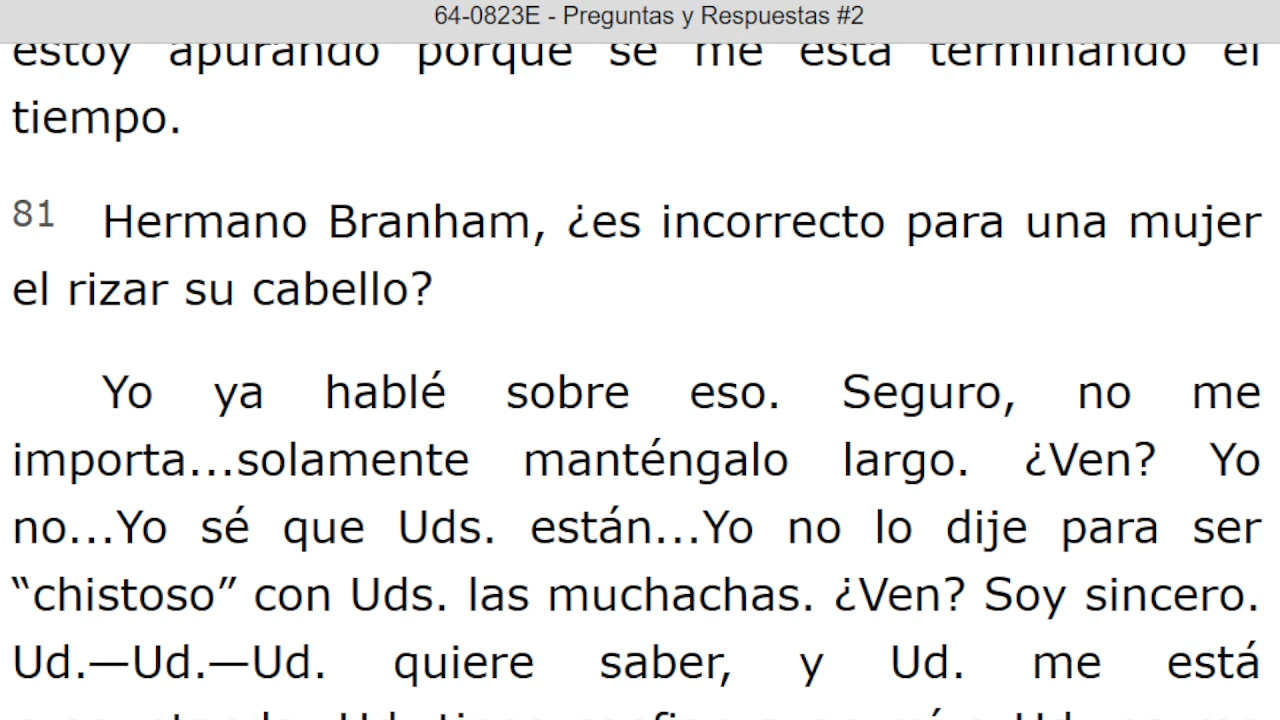 64-0823E - Preguntas y Respuestas #2
estoy apurando porque se me está terminando el
tiempo.
81 Hermano Branham, ¿es incorrecto para una mujer
el rizar su cabello?
Yo ya hablé sobre eso. Seguro, no me
importa...solamente manténgalo largo. ¿Ven? Yo
no...Yo sé que Uds. están...Yo no lo dije para ser
“chistoso” con Uds. las muchachas. ¿Ven? Soy sincero.
Ud.—Ud.—Ud. quiere saber, y Ud. me está